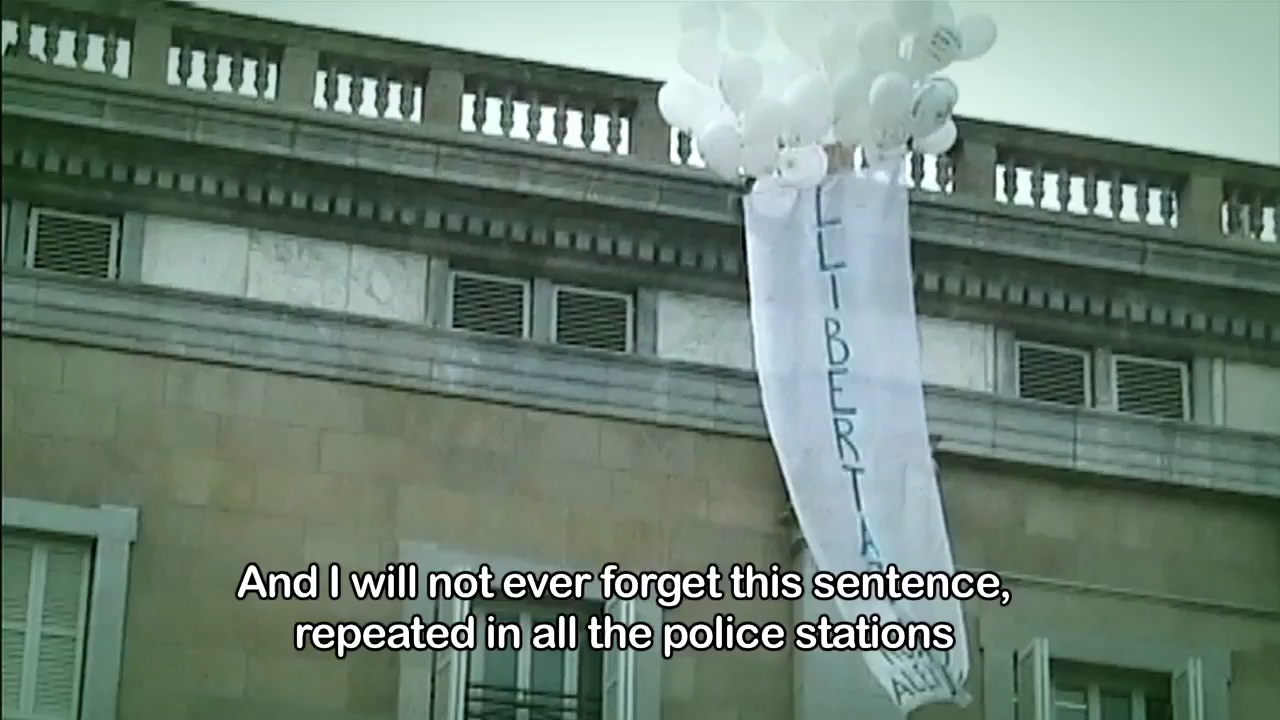 LLIBERTA
And I will not ever forget this sentence,
repeated in all the police stations